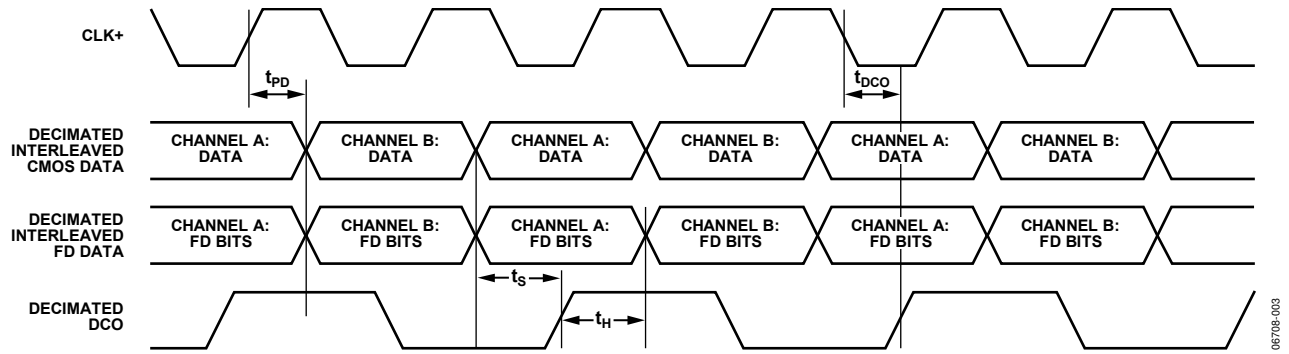 CLK+
tPD
tDCO
DECIMATED
INTERLEAVED
CMOS DATA
CHANNEL A:
DATA
CHANNEL B:
DATA
CHANNEL A:
DATA
CHANNEL B:
DATA
CHANNEL A:
DATA
CHANNEL B:
DATA
DECIMATED
INTERLEAVED
FD DATA
CHANNEL A:
FD BITS
CHANNEL B:
FD BITS
CHANNEL A:
FD BITS
CHANNEL B:
FD BITS
CHANNEL A:
FD BITS
CHANNEL B:
FD BITS
tS
tH
DECIMATED
DCO
06708-003